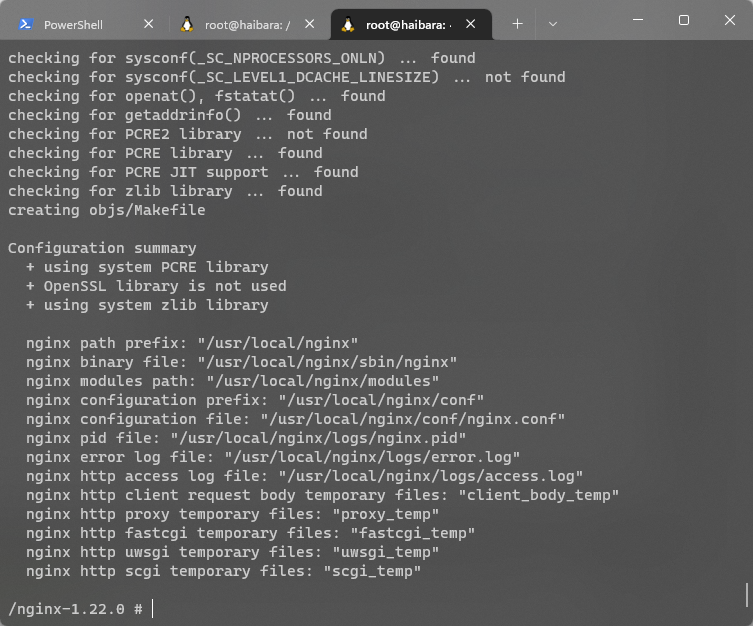 PowerShell
root@haibara: /
root@haibara: ·
checking for sysconf(_SC_NPROCESSORS_ONLN) ... found
checking for sysconf(_SC_LEVEL1_DCACHE_LINESIZE) ... not found
checking for openat(), fstatat() ... found
checking for getaddrinfo() ... found
checking for PCRE2 library ... not found
checking for PCRE library ... found
checking for PCRE JIT support ... found
checking for zlib library ... found
creating objs/Makefile
Configuration summary
+ using system PCRE library
+ OpenSSL library is not used
+ using system zlib library
nginx path prefix: "/usr/local/nginx"
nginx binary file: "/usr/local/nginx/sbin/nginx"
nginx modules path: "/usr/local/nginx/modules"
nginx configuration prefix: "/usr/local/nginx/conf"
nginx configuration file: "/usr/local/nginx/conf/nginx.conf"
nginx pid file: "/usr/local/nginx/logs/nginx.pid"
nginx error log file: "/usr/local/nginx/logs/error.log"
nginx http access log file: "/usr/local/nginx/logs/access.log"
nginx http client request body temporary files: "client_body_temp"
nginx http proxy temporary files: "proxy_temp"
nginx http fastcgi temporary files: "fastcgi_temp"
nginx http uwsgi temporary files: "uwsgi_temp"
nginx http scgi temporary files: "scgi_temp"
/nginx-1.22.0 #